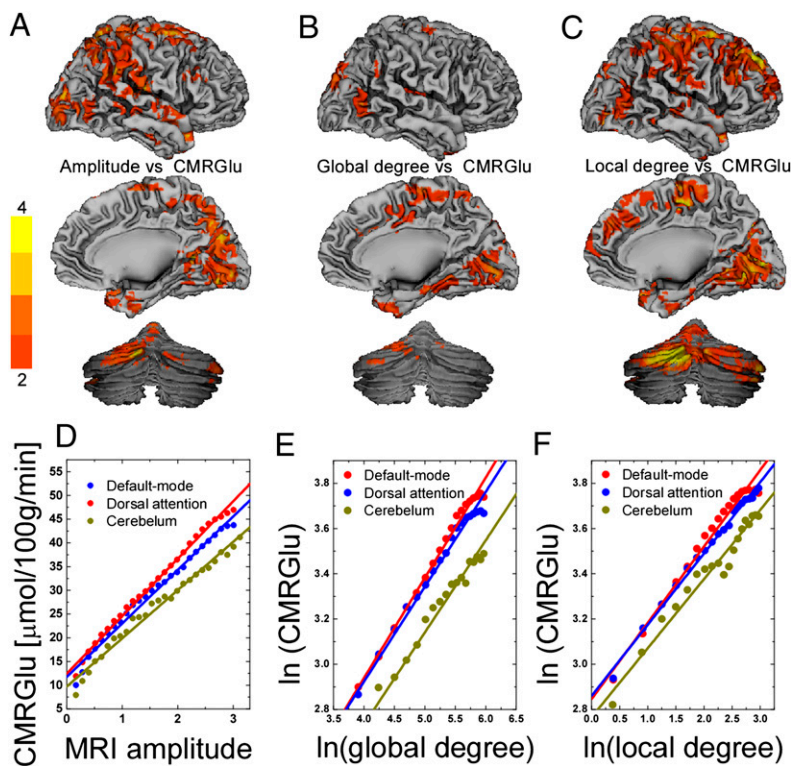 A
B
C
Amplitude vs CMRGlu
Global degree vs CMRGlu
Local degree vs CMRGlu
4
2
D
E
F
CMRGlu [µmol/100g/min]
55
50
45
40
35
30
25
20
15
10
5
Default-mode
Dorsal attention
Cerebelum
0
1
2
3
MRI amplitude
ln (CMRGlu)
3.8
3.6
3.4
3.2
3.0
2.8
Default-mode
Dorsal attention
Cerebelum
3.5 4.0 4.5 5.0 5.5 6.0 6.5
ln(global degree)
ln (CMRGlu)
3.8
3.6
3.4
3.2
3.0
2.8
Default-mode
Dorsal attention
Cerebelum
0.0 0.5 1.0 1.5 2.0 2.5 3.0
ln(local degree)